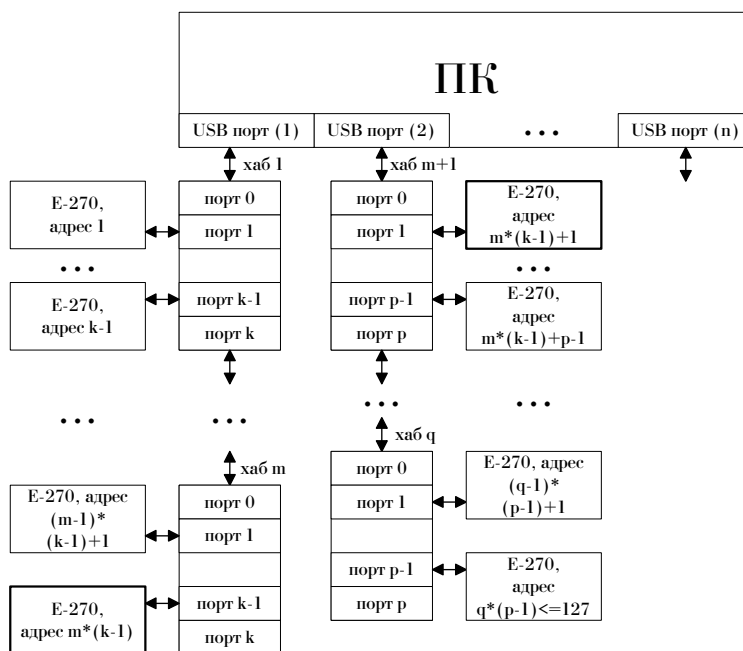 ПК
USB порт (1)
USB порт (2)
...
USB порт (n)
хаб 1
хаб m+1
E-270,
адрес 1
...
E-270,
адрес k-1
порт 0
порт 1
порт k-1
порт k
порт 0
порт 1
порт p-1
порт p
E-270,
адрес
m*(k-1)+1
...
E-270,
адрес
m*(k-1)+p-1
...
...
...
...
хаб m
хаб q
E-270, адрес
(m-1)*
(k-1)+1
E-270,
адрес m*(k-1)
порт 0
порт 1
порт k-1
порт k
порт 0
порт 1
порт p-1
порт p
E-270, адрес
(q-1)*
(p-1)+1
E-270,
адрес
q*(p-1)<=127